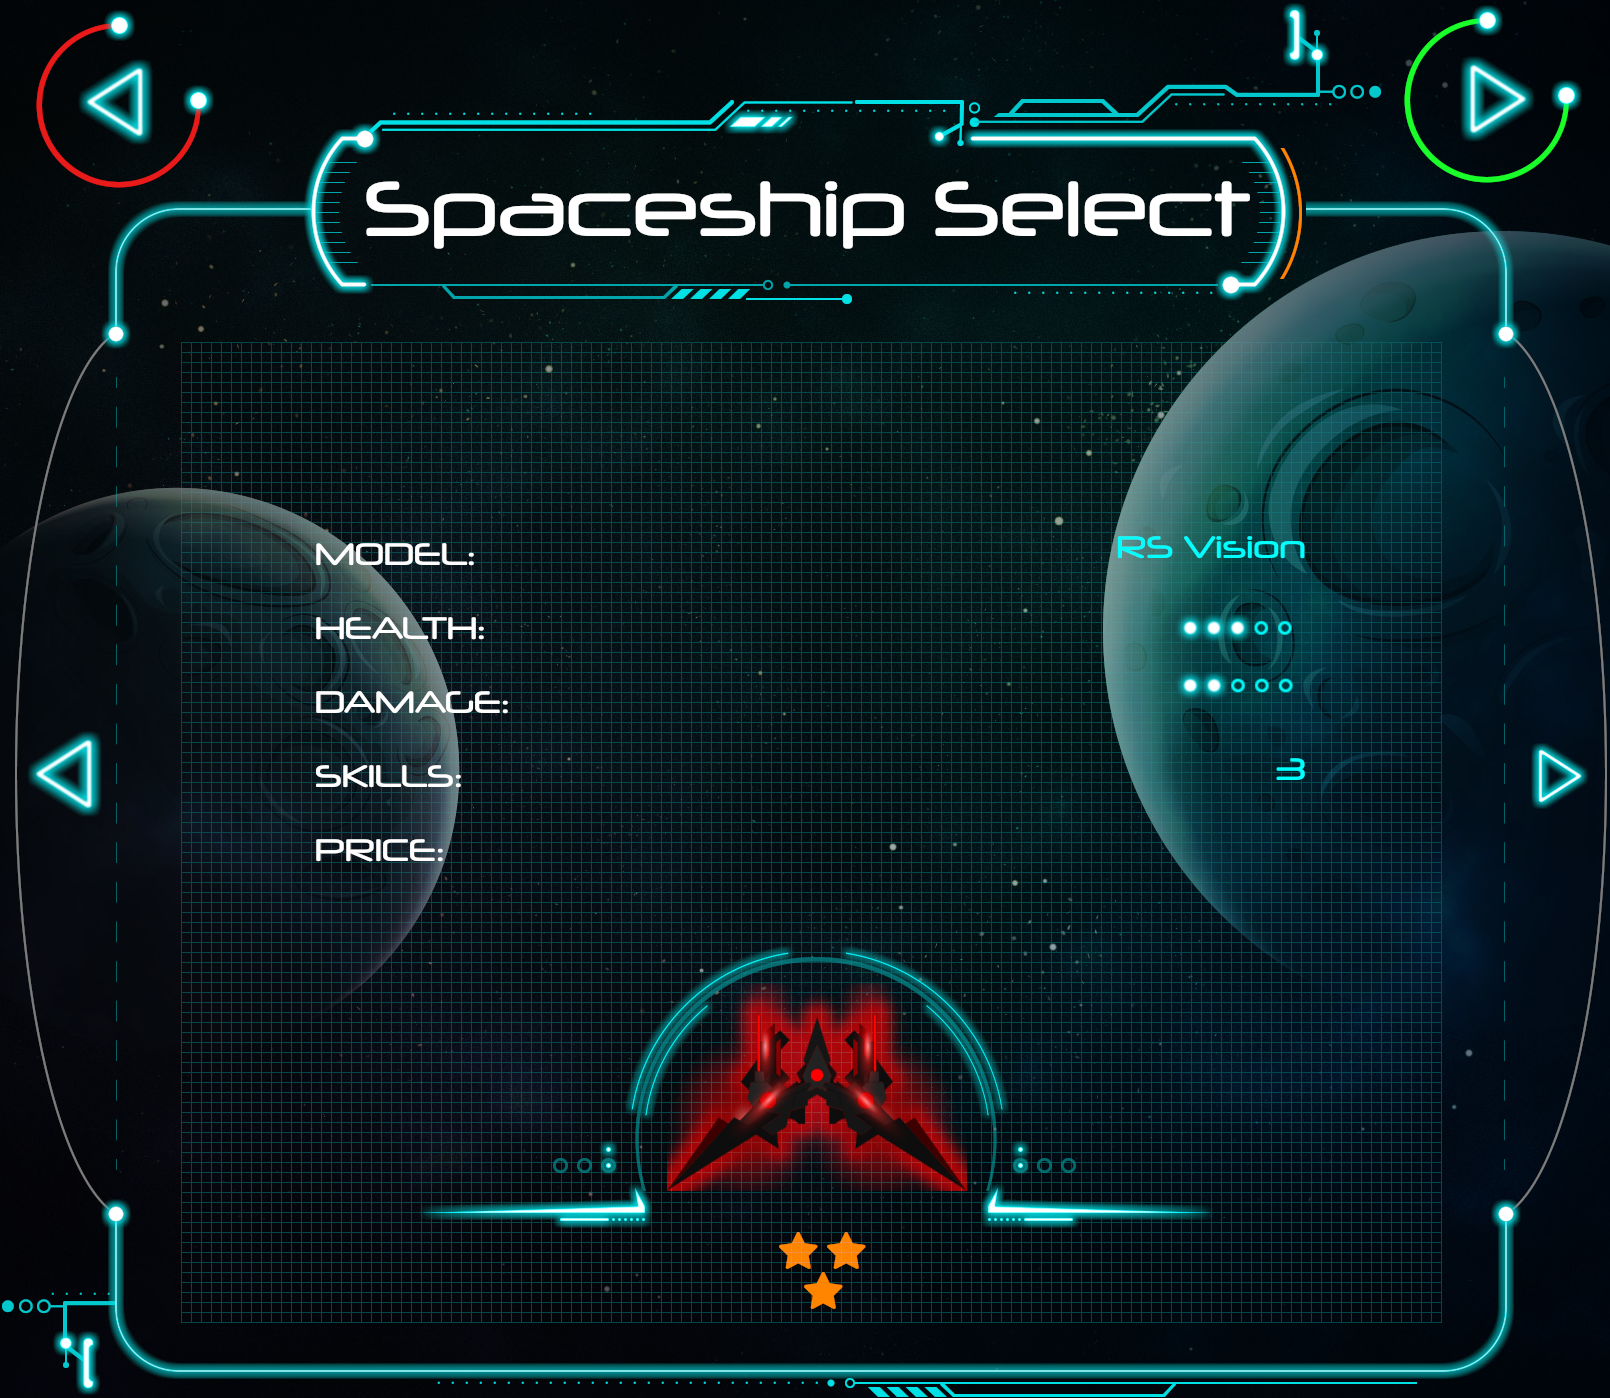 Spaceship Select
MODEL: RS Vision
HEALTH:
DAMAGE:
SKILLS: 3
PRICE: